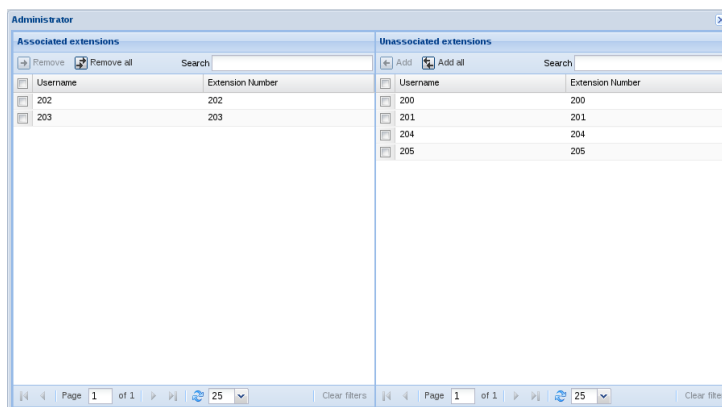 Administrator
Associated extensions
Unassociated extensions
Remove Remove all Search
Add Add all Search
Username Extension Number
202 202
203 203
Username Extension Number
200 200
201 201
204 204
205 205
Page 1 of 1 25 Clear filters
Page 1 of 1 25 Clear filte